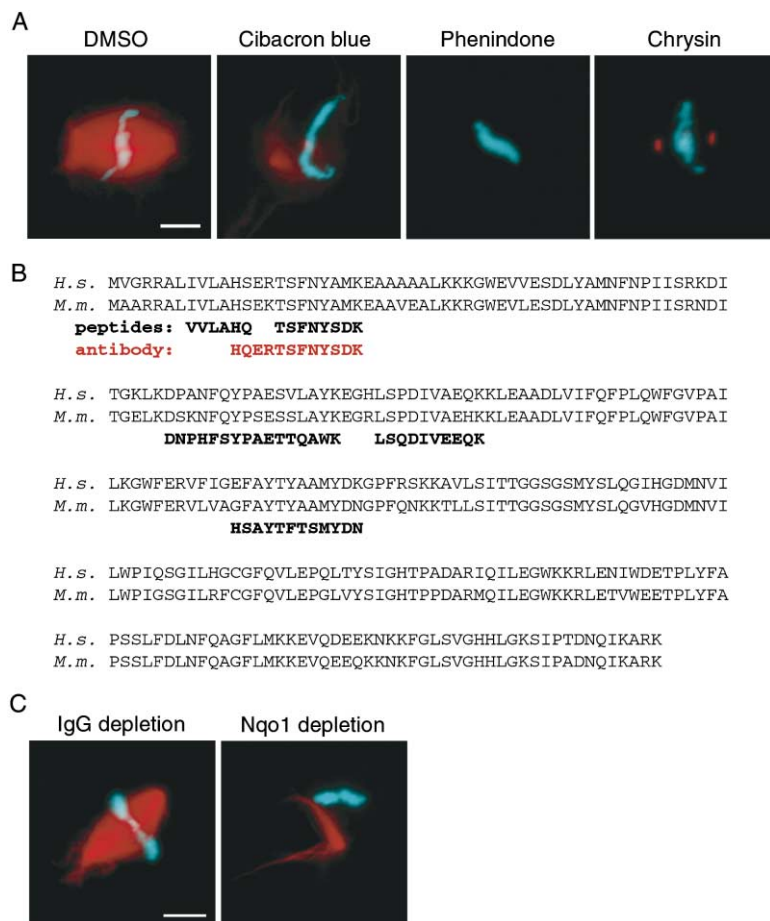 A
DMSO Cibacron blue Phenindone Chrysin
B
H.s. MVGRRALIVLAHSERTSFNYAMKEAAAAALKKKGWEVVESDLYAMNFNPIISRKDI
M.m. MAARRALIVLAHSEKTSFNYAMKEAAVEALKKRGWEVLESDLYAMNFNPIISRNDI
peptides: VVLAHQ TSFNYSDK
antibody: HQERTSFNYSDK
H.s. TGKLKDPANFQYPAESVLAYKEGHLSPDIVAEQKKLEAADLVIFQFPLQWFGVPAI
M.m. TGELKDSKNFQYPSESSLAYKEGRLSPDIVAEHKKLEAADLVIFQFPLQWFGVPAI
DNPHFSYPAETTQAWK LSQDIVEEQK
H.s. LKGWFERVFIGEFAYTYAAMYDKGPFRSKKAVLSITTGGSGSMYSLQGIHGDMNVI
M.m. LKGWFERVLVAGFAYTYAAMYDNGPFQNKKTLLSITTGGSGSMYSLQGVHGDMNVI
HSAYTFTSMYDN
H.s. LWPIQSGILHGCGFQVLEPQLTYSIGHTPADARIQILEGWKKRLENIWDETPLYFA
M.m. LWPIGSGILRFCGFQVLEPGLVYSIGHTPPDARMQILEGWKKRLETVWEETPLYFA
H.s. PSSLFDLNFQAGFLMKKEVQDEEKNKKFGLSVGHHLGKSIPTDNQIKARK
M.m. PSSLFDLNFQAGFLMKKEVQEEQKKNKFGLSVGHHLGKSIPADNQIKARK
C
IgG depletion Nqo1 depletion